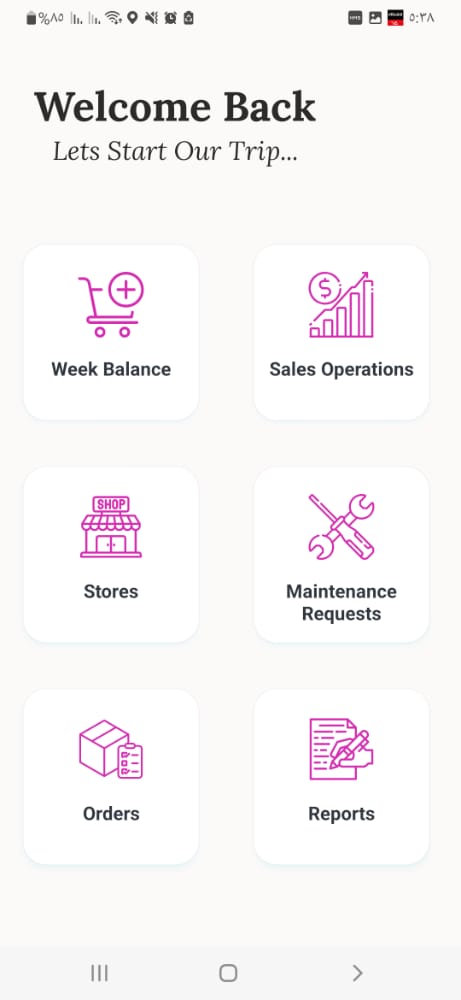 %٨٥
٥:٣٨
Welcome Back
Lets Start Our Trip...
Week Balance
$
Sales Operations
SHOP
Stores
Maintenance
Requests
Orders
Reports